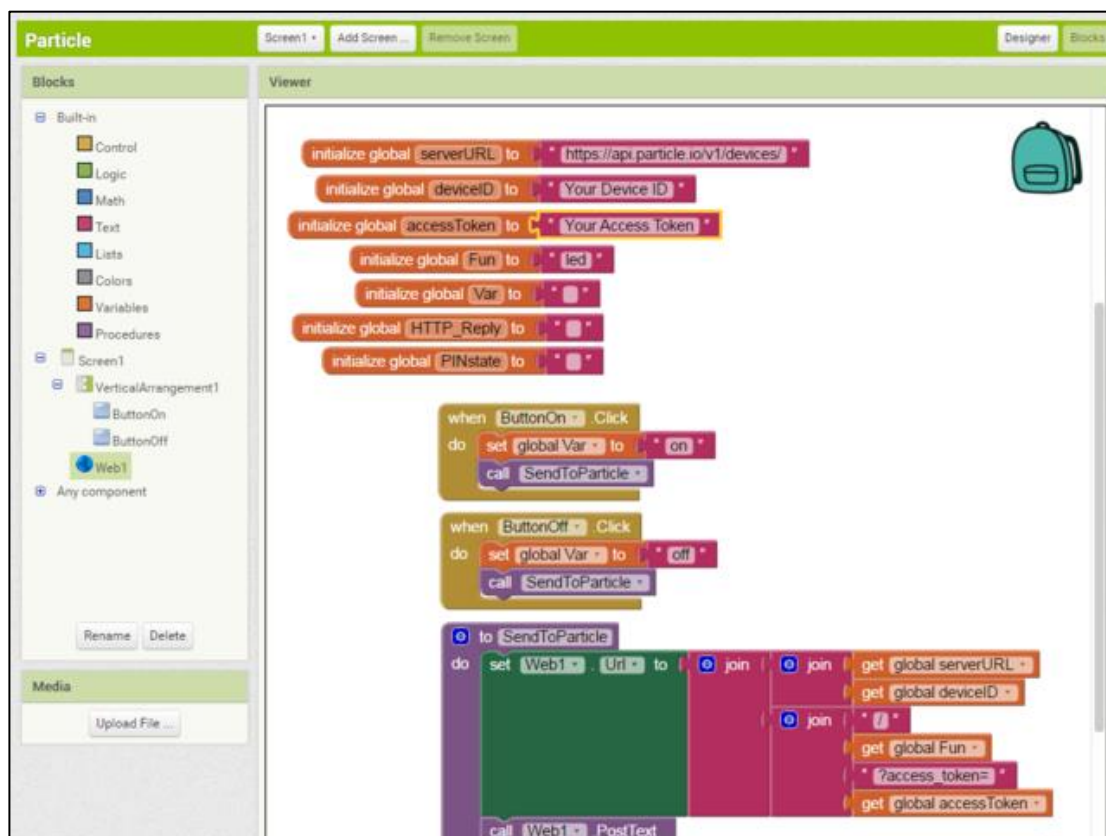 Particle
Screen1
Add Screen ...
Remove Screen
Designer
Blocks
Blocks
Viewer
Built-in
Control
Logic
Math
Text
Lists
Colors
Variables
Procedures
Screen1
VerticalArrangement1
ButtonOn
ButtonOff
Web1
Any component
Rename
Delete
Media
Upload File ...
initialize global serverURL to " https://api.particle.io/v1/devices/ "
initialize global deviceID to " Your Device ID "
initialize global accessToken to " Your Access Token "
initialize global Fun to " led "
initialize global Var to " "
initialize global HTTP_Reply to " "
initialize global PINstate to " "
when ButtonOn .Click
do set global Var to " on "
call SendToParticle
when ButtonOff .Click
do set global Var to " off "
call SendToParticle
to SendToParticle
do set Web1 . Url to join join get global serverURL
get global deviceID
join " / "
get global Fun
" ?access_token= "
get global accessToken
call Web1 .PostText